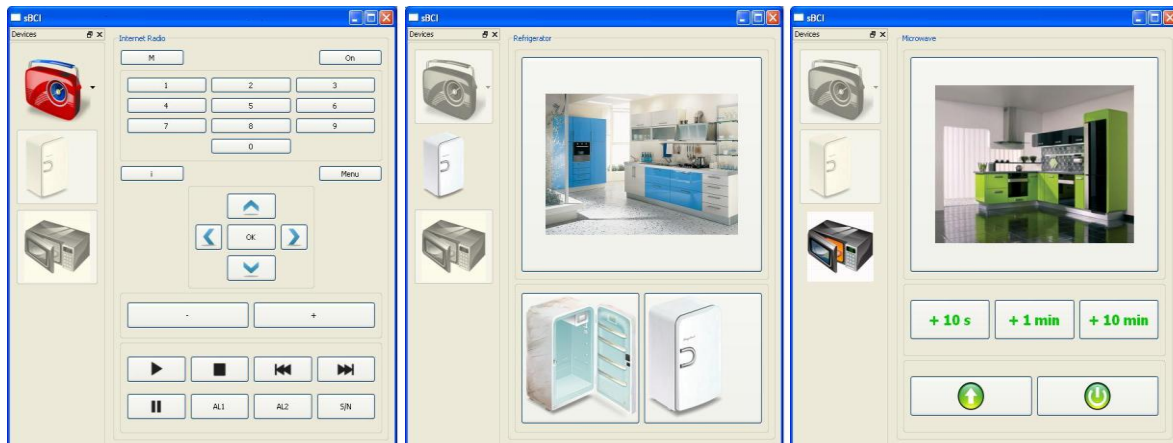 sBCI
Devices
Internet Radio
M
On
1
2
3
4
5
6
7
8
9
0
i
Menu
OK
-
+
AL1
AL2
S/N
sBCI
Devices
Refrigerator
sBCI
Devices
Microwave
+ 10 s
+ 1 min
+ 10 min